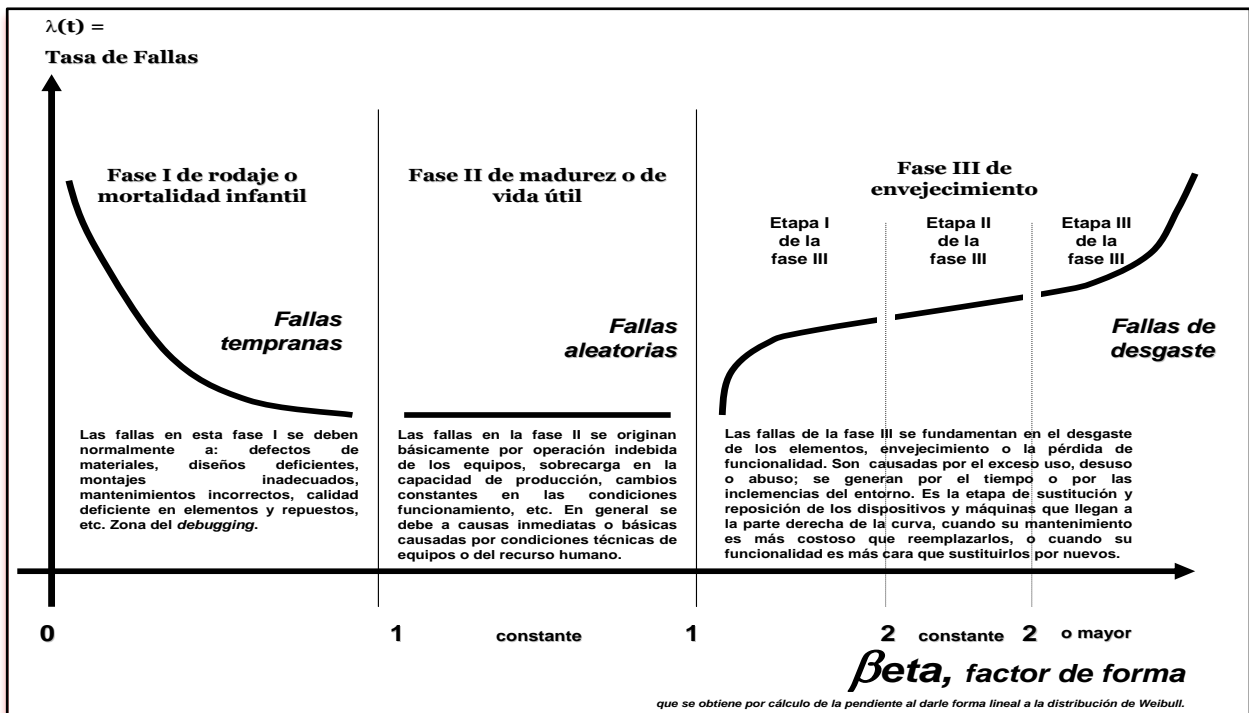 λ(t) =
Tasa de Fallas
Fase I de rodaje o
mortalidad infantil
Fallas
tempranas
Las fallas en esta fase I se deben
normalmente a: defectos de
materiales, diseños deficientes,
montajes inadecuados,
mantenimientos incorrectos, calidad
deficiente en elementos y repuestos,
etc. Zona del debugging.
Fase II de madurez o de
vida útil
Fallas
aleatorias
Las fallas en la fase II se originan
básicamente por operación indebida
de los equipos, sobrecarga en la
capacidad de producción, cambios
constantes en las condiciones
funcionamiento, etc. En general se
debe a causas inmediatas o básicas
causadas por condiciones técnicas de
equipos o del recurso humano.
Fase III de
envejecimiento
Etapa I
de la
fase III
Etapa II
de la
fase III
Etapa III
de la
fase III
Fallas de
desgaste
Las fallas de la fase III se fundamentan en el desgaste
de los elementos, envejecimiento o la pérdida de
funcionalidad. Son causadas por el exceso uso, desuso
o abuso; se generan por el tiempo o por las
inclemencias del entorno. Es la etapa de sustitución y
reposición de los dispositivos y máquinas que llegan a
la parte derecha de la curva, cuando su mantenimiento
es más costoso que reemplazarlos, o cuando su
funcionalidad es más cara que sustituirlos por nuevos.
0 1 constante 1 2 constante 2 o mayor
βeta, factor de forma
que se obtiene por cálculo de la pendiente al darle forma lineal a la distribución de Weibull.